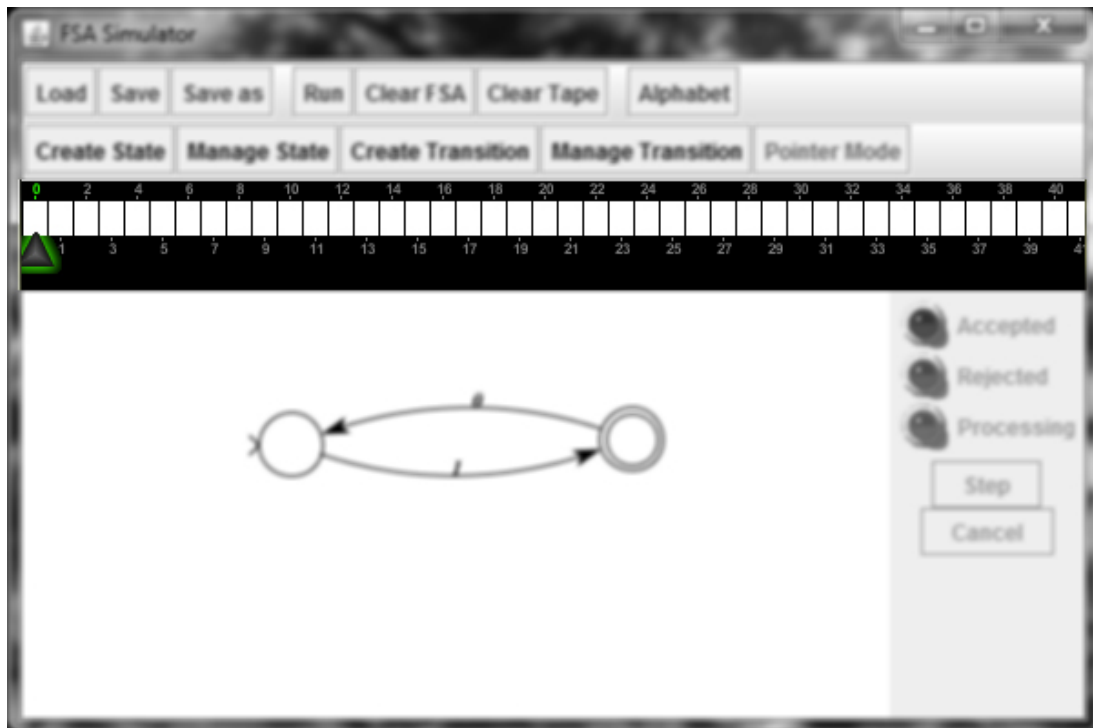 FSA Simulator
Load Save Save as Run Clear FSA Clear Tape Alphabet
Create State Manage State Create Transition Manage Transition Pointer Mode
0 2 4 6 8 10 12 14 16 18 20 22 24 26 28 30 32 34 36 38 40
1 3 5 7 9 11 13 15 17 19 21 23 25 27 29 31 33 35 37 39
Accepted
Rejected
0
Processing
1
Step
Cancel